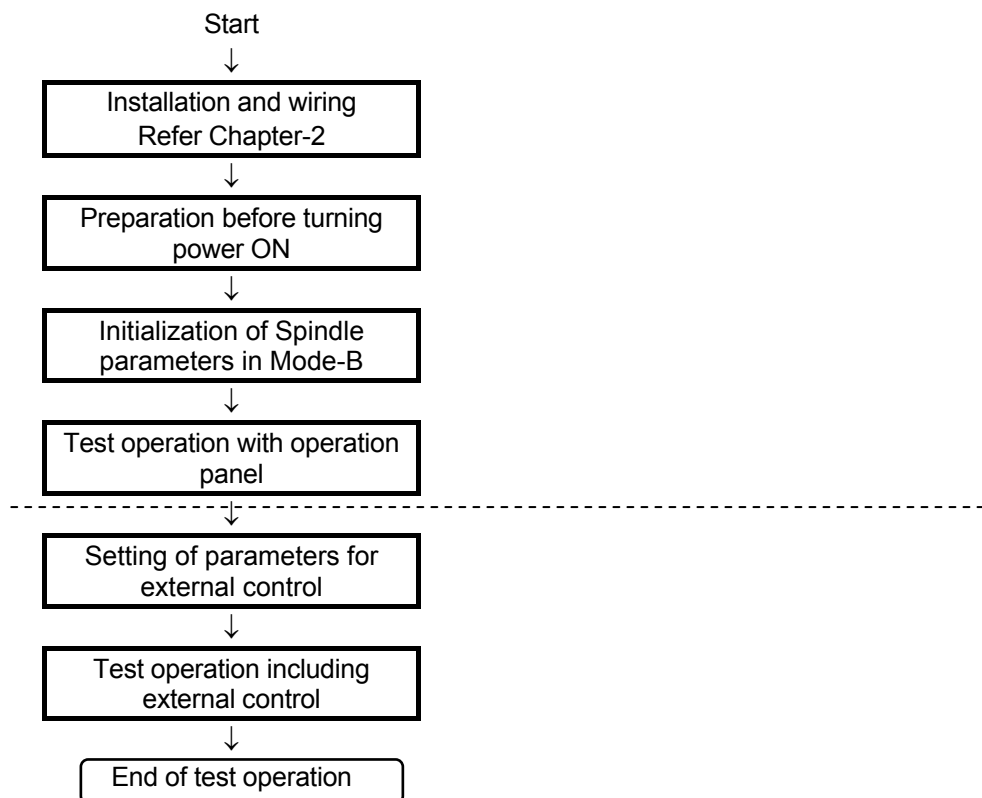 Start
↓
Installation and wiring
Refer Chapter-2
↓
Preparation before turning
power ON
↓
Initialization of Spindle
parameters in Mode-B
↓
Test operation with operation
panel
↓
Setting of parameters for
external control
↓
Test operation including
external control
↓
End of test operation